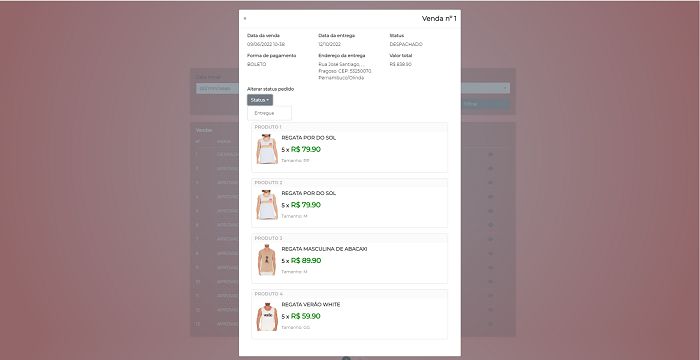 ×
Venda nº 1
Data da venda
Data da entrega
Status
09/06/2022 10:38
12/10/2022
DESPACHADO
Forma de pagamento
Endereço da entrega
Valor total
BOLETO
Rua José Santiago, ,
R$ 838.90
Fragoso. CEP: 53250070.
Pernambuco/Olinda
Alterar status pedido
Status
Entregue
PRODUTO 1
REGATA POR DO SOL
5 x R$ 79.90
Tamanho: PP
PRODUTO 2
REGATA POR DO SOL
5 x R$ 79.90
Tamanho: M
PRODUTO 3
REGATA MASCULINA DE ABACAXI
5 x R$ 89.90
Tamanho: M
PRODUTO 4
REGATA VERÃO WHITE
5 x R$ 59.90
Tamanho: GG
Vendas